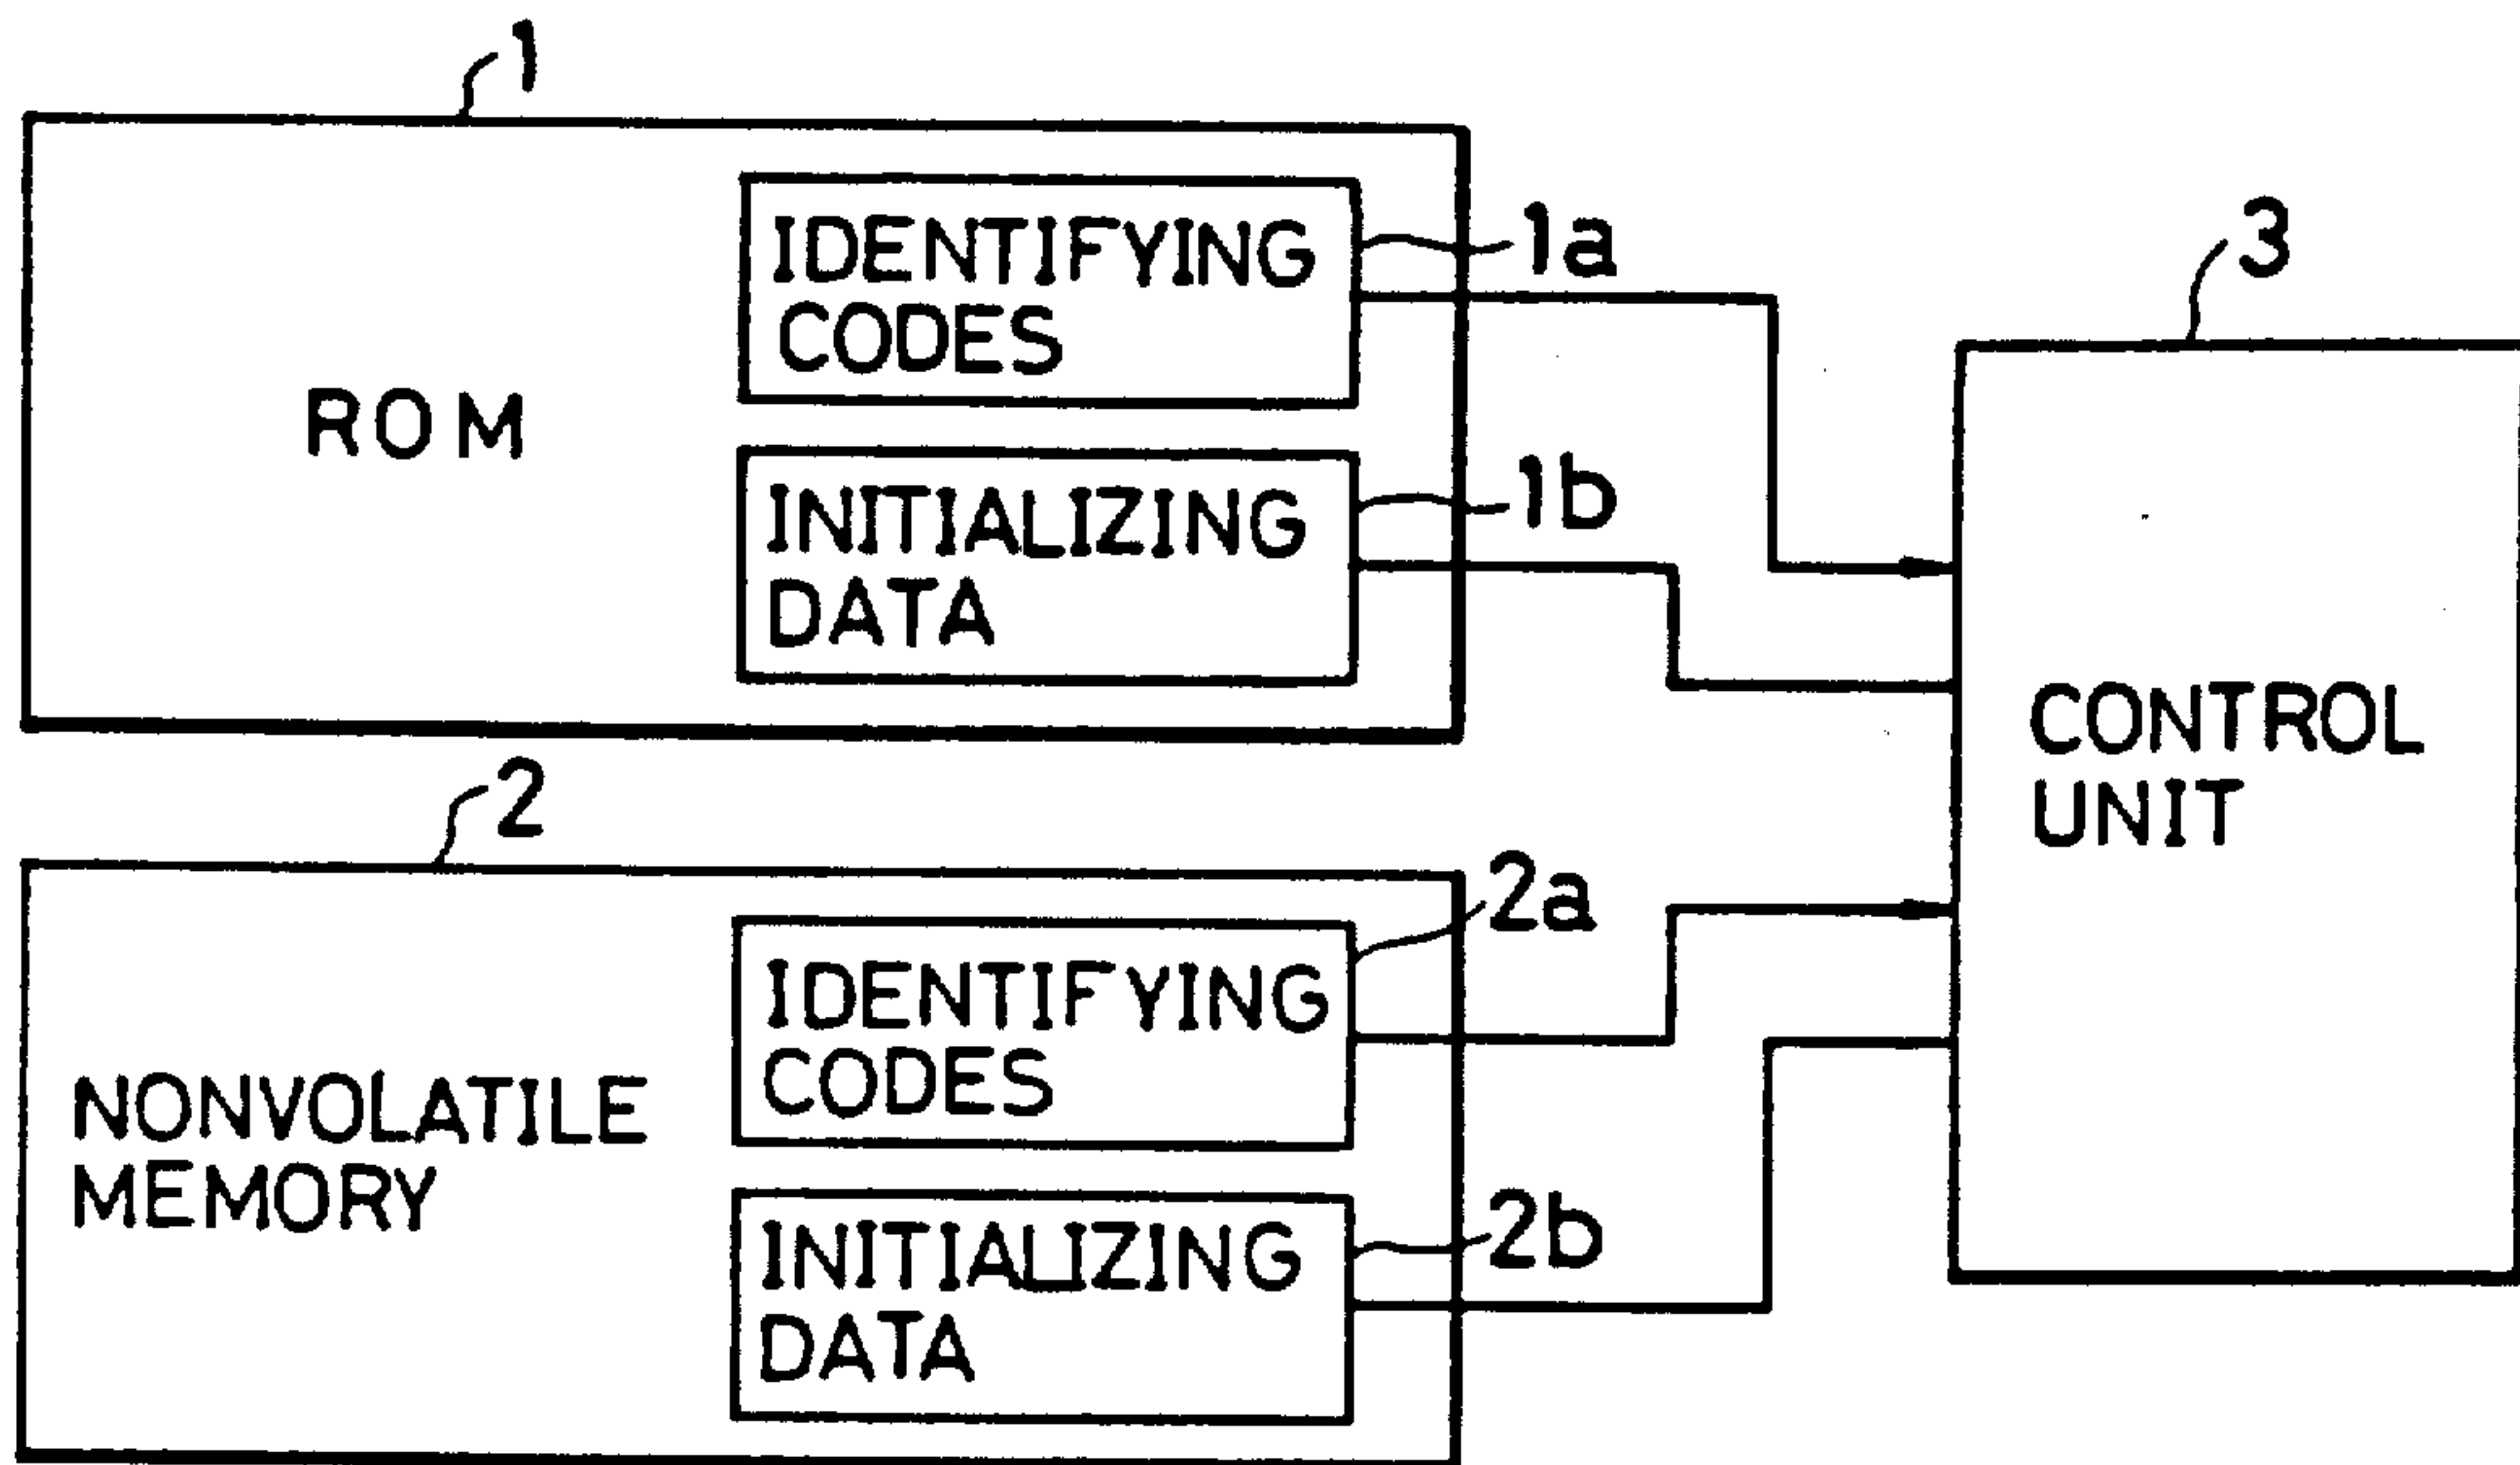 1
IDENTIFYING
CODES
1a
ROM
INITIALIZING
DATA
1b
2
NONVOLATILE
MEMORY
IDENTIFYING
CODES
2a
INITIALIZING
DATA
2b
3
CONTROL
UNIT